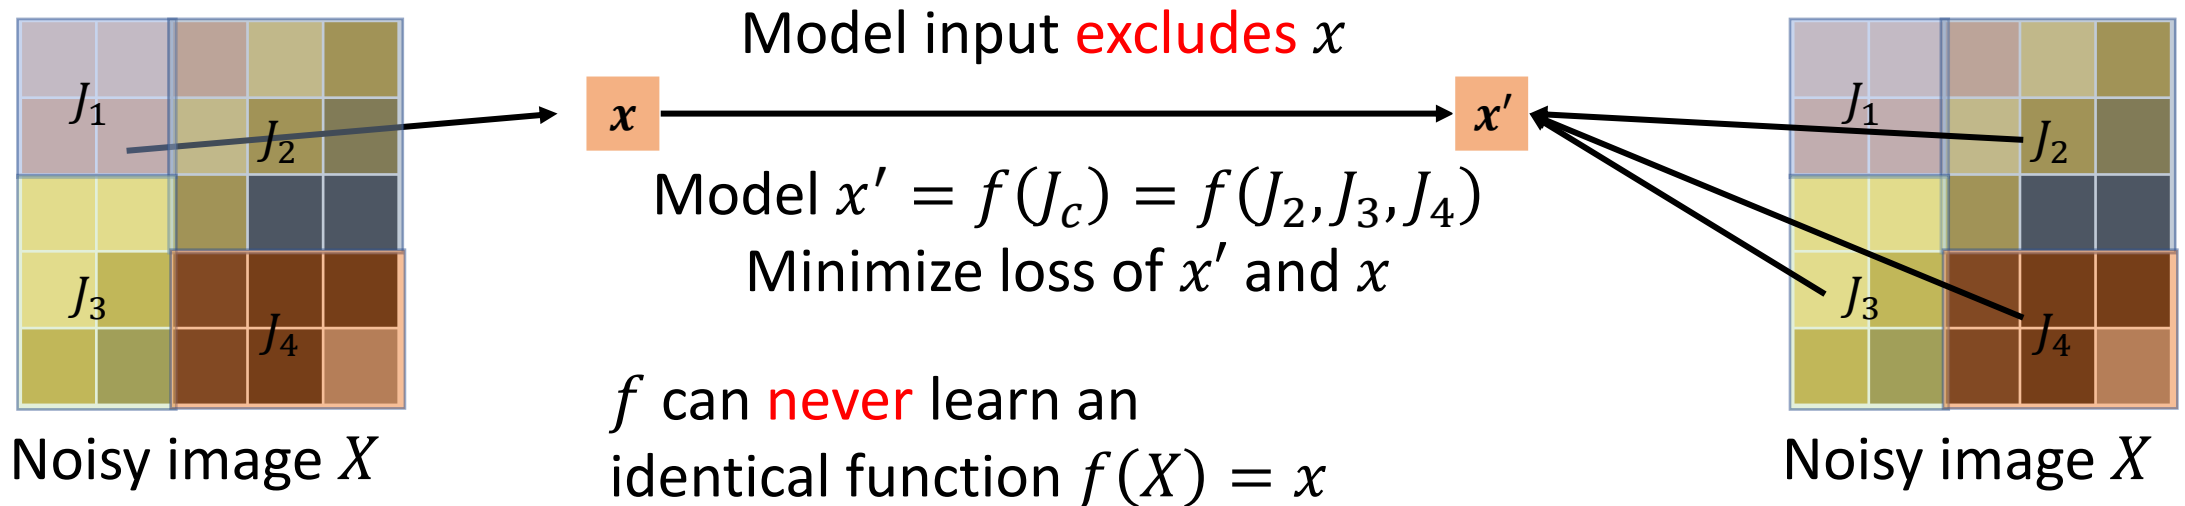 J₁
J₂
J₃
J₄
Noisy image X
Model input excludes x
x
x′
Model x′ = f(J_c) = f(J₂, J₃, J₄)
Minimize loss of x′ and x
f can never learn an
identical function f(X) = x
J₁
J₂
J₃
J₄
Noisy image X